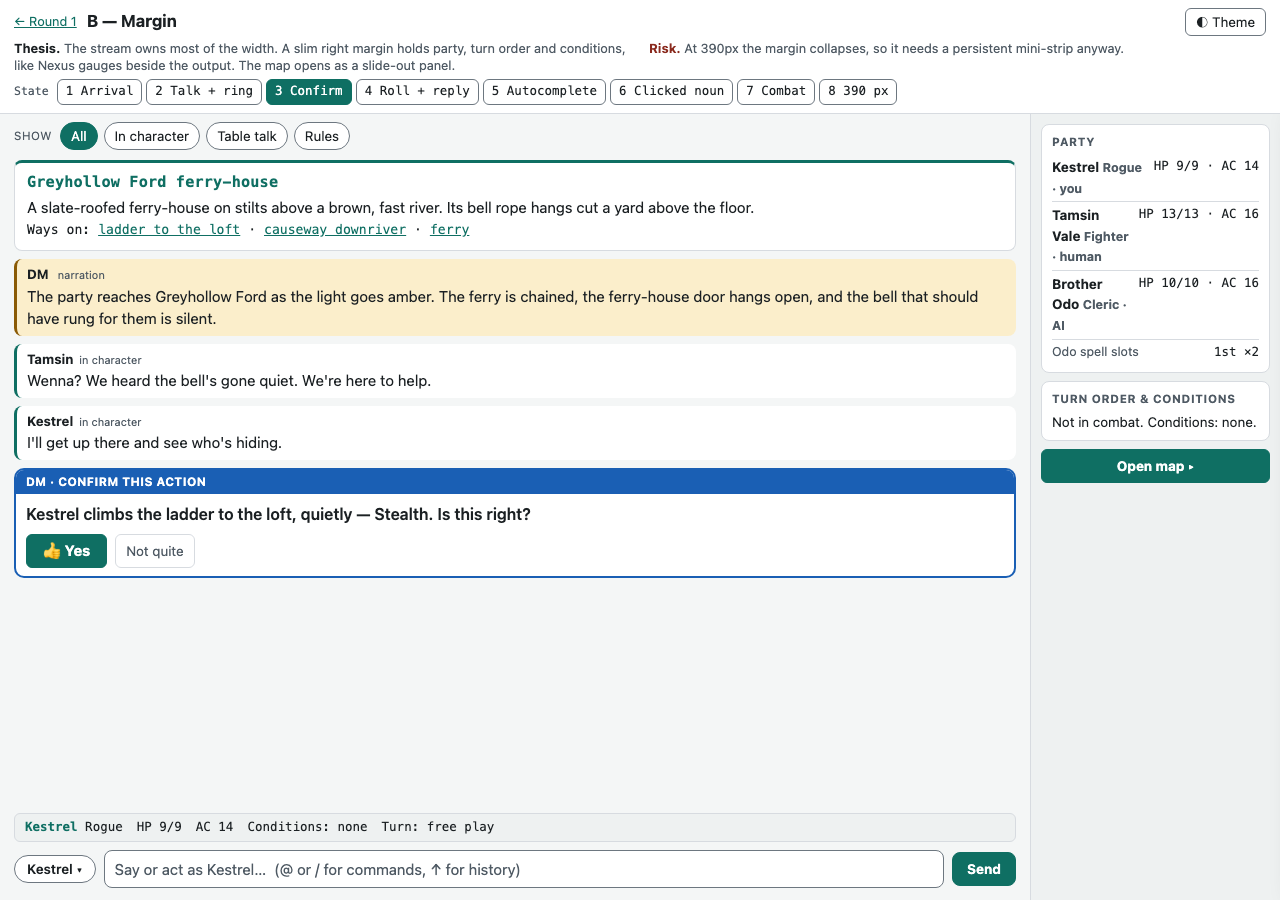 ← Round 1 B — Margin
◐ Theme
Thesis. The stream owns most of the width. A slim right margin holds party, turn order and conditions,
like Nexus gauges beside the output. The map opens as a slide-out panel.
Risk. At 390px the margin collapses, so it needs a persistent mini-strip anyway.
State 1 Arrival 2 Talk + ring 3 Confirm 4 Roll + reply 5 Autocomplete 6 Clicked noun 7 Combat 8 390 px
SHOW All In character Table talk Rules
Greyhollow Ford ferry-house
A slate-roofed ferry-house on stilts above a brown, fast river. Its bell rope hangs cut a yard above the floor.
Ways on: ladder to the loft · causeway downriver · ferry
DM narration
The party reaches Greyhollow Ford as the light goes amber. The ferry is chained, the ferry-house door hangs open, and the bell that should
have rung for them is silent.
Tamsin in character
Wenna? We heard the bell's gone quiet. We're here to help.
Kestrel in character
I'll get up there and see who's hiding.
DM · CONFIRM THIS ACTION
Kestrel climbs the ladder to the loft, quietly — Stealth. Is this right?
👍 Yes Not quite
Kestrel Rogue HP 9/9 AC 14 Conditions: none Turn: free play
Kestrel ▾ Say or act as Kestrel... (@ or / for commands, ↑ for history) Send
PARTY
Kestrel Rogue HP 9/9 · AC 14
· you
Tamsin HP 13/13 · AC 16
Vale Fighter
· human
Brother HP 10/10 · AC 16
Odo Cleric ·
AI
Odo spell slots 1st ×2
TURN ORDER & CONDITIONS
Not in combat. Conditions: none.
Open map ▸